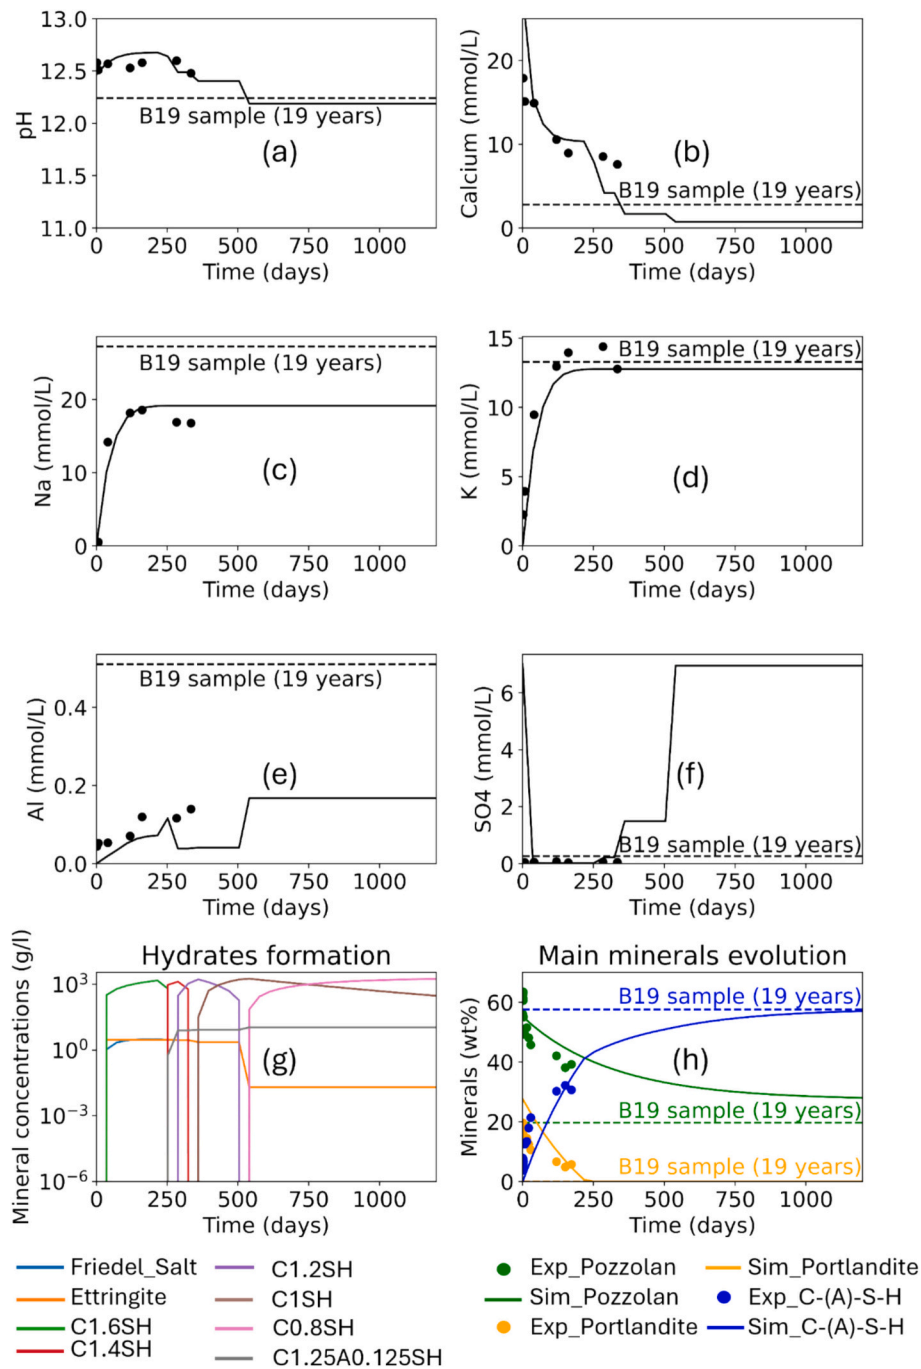 13.0
12.5
12.0
11.5
11.0
pH
B19 sample (19 years)
(a)
0 250 500 750 1000
Time (days)
20
10
0
Calcium (mmol/L)
(b)
B19 sample (19 years)
0 250 500 750 1000
Time (days)
20
10
0
Na (mmol/L)
B19 sample (19 years)
(c)
0 250 500 750 1000
Time (days)
15
10
5
0
K (mmol/L)
B19 sample (19 years)
(d)
0 250 500 750 1000
Time (days)
0.4
0.2
0.0
Al (mmol/L)
B19 sample (19 years)
(e)
0 250 500 750 1000
Time (days)
6
4
2
0
SO4 (mmol/L)
(f)
B19 sample (19 years)
0 250 500 750 1000
Time (days)
Hydrates formation
10³
10⁰
10⁻³
10⁻⁶
Mineral concentrations (g/l)
(g)
0 250 500 750 1000
Time (days)
Main minerals evolution
60
40
20
0
Minerals (wt%)
B19 sample (19 years)
(h)
B19 sample (19 years)
B19 sample (19 years)
0 250 500 750 1000
Time (days)
Friedel_Salt
Ettringite
C1.6SH
C1.4SH
C1.2SH
C1SH
C0.8SH
C1.25A0.125SH
Exp_Pozzolan
Sim_Pozzolan
Exp_Portlandite
Sim_Portlandite
Exp_C-(A)-S-H
Sim_C-(A)-S-H